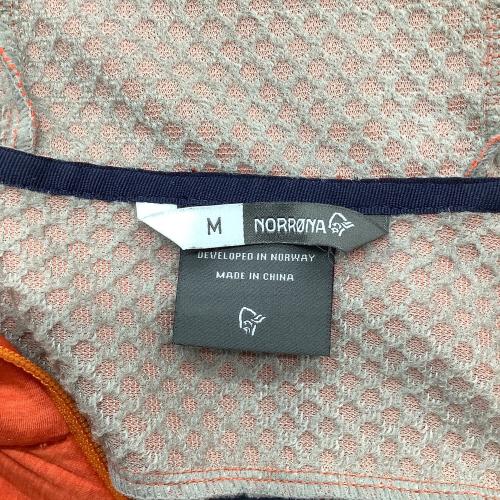 M
NORRØNA
DEVELOPED IN NORWAY
MADE IN CHINA